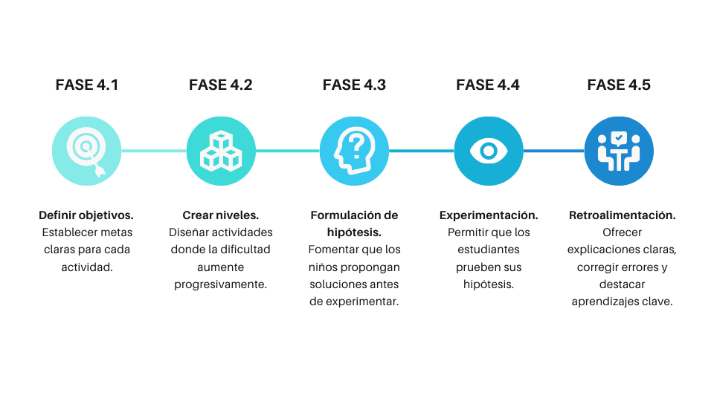 FASE 4.1
FASE 4.2
FASE 4.3
FASE 4.4
FASE 4.5
Definir objetivos.
Establecer metas
claras para cada
actividad.
Crear niveles.
Diseñar actividades
donde la dificultad
aumente
progresivamente.
Formulación de
hipótesis.
Fomentar que los
niños propongan
soluciones antes
de experimentar.
Experimentación.
Permitir que los
estudiantes
prueben sus
hipótesis.
Retroalimentación.
Ofrecer
explicaciones claras,
corregir errores y
destacar
aprendizajes clave.